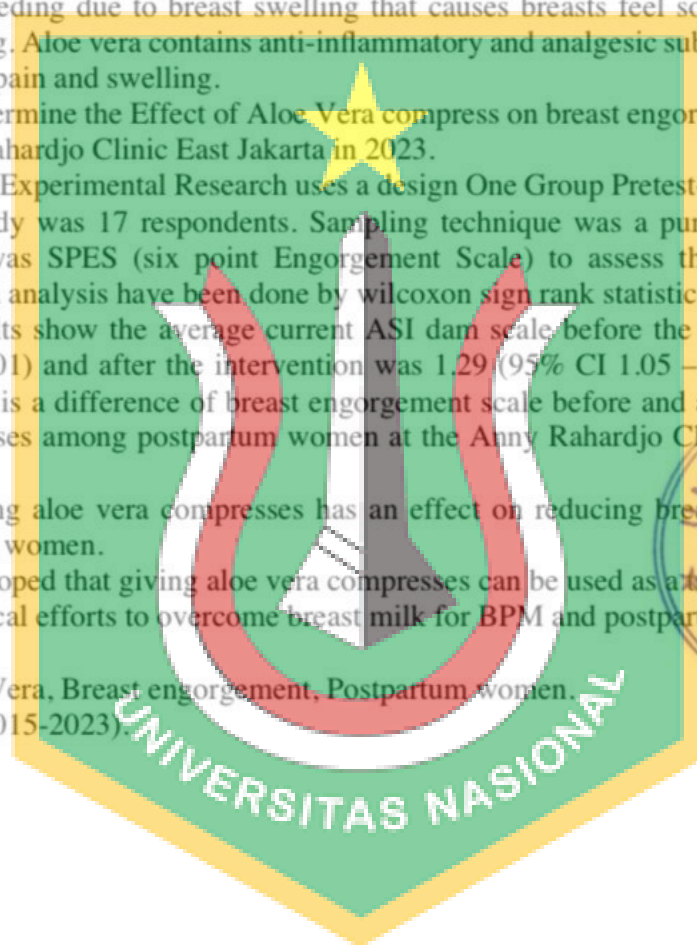 eding due to breast swelling that causes breasts feel so
g. Aloe vera contains anti-inflammatory and analgesic sub
pain and swelling.
ermine the Effect of Aloe Vera compress on breast engor
ahardjo Clinic East Jakarta in 2023.
Experimental Research uses a design One Group Pretest
dy was 17 respondents. Sampling technique was a pur
was SPES (six point Engorgement Scale) to assess th
analysis have been done by wilcoxon sign rank statistic
ts show the average current ASI dam scale before the
01) and after the intervention was 1.29 (95% CI 1.05 –
is a difference of breast engorgement scale before and
ses among postpartum women at the Anny Rahardjo Cl
ng aloe vera compresses has an effect on reducing bre
women.
oped that giving aloe vera compresses can be used as a
cal efforts to overcome breast milk for BPM and postpar
Vera, Breast engorgement, Postpartum women.
015-2023).
UNIVERSITAS NASIONAL